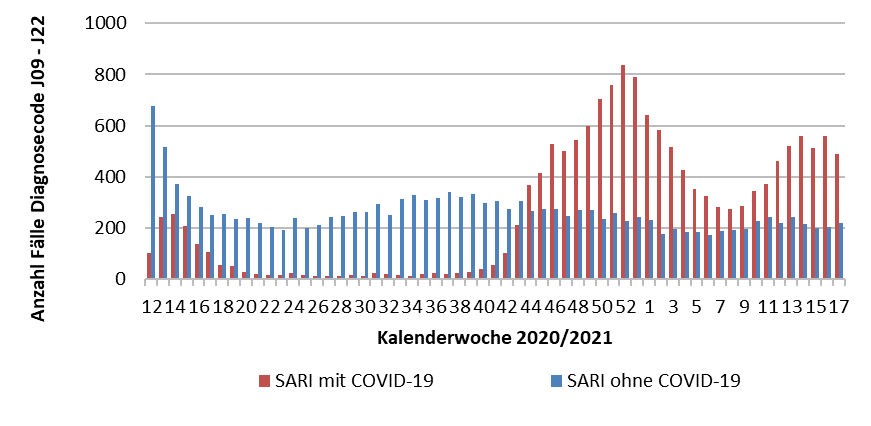 Anzahl Fälle Diagnosecode J09 - J22
1000
800
600
400
200
0
12 14 16 18 20 22 24 26 28 30 32 34 36 38 40 42 44 46 48 50 52 1 3 5 7 9 11 13 15 17
Kalenderwoche 2020/2021
SARI mit COVID-19 SARI ohne COVID-19